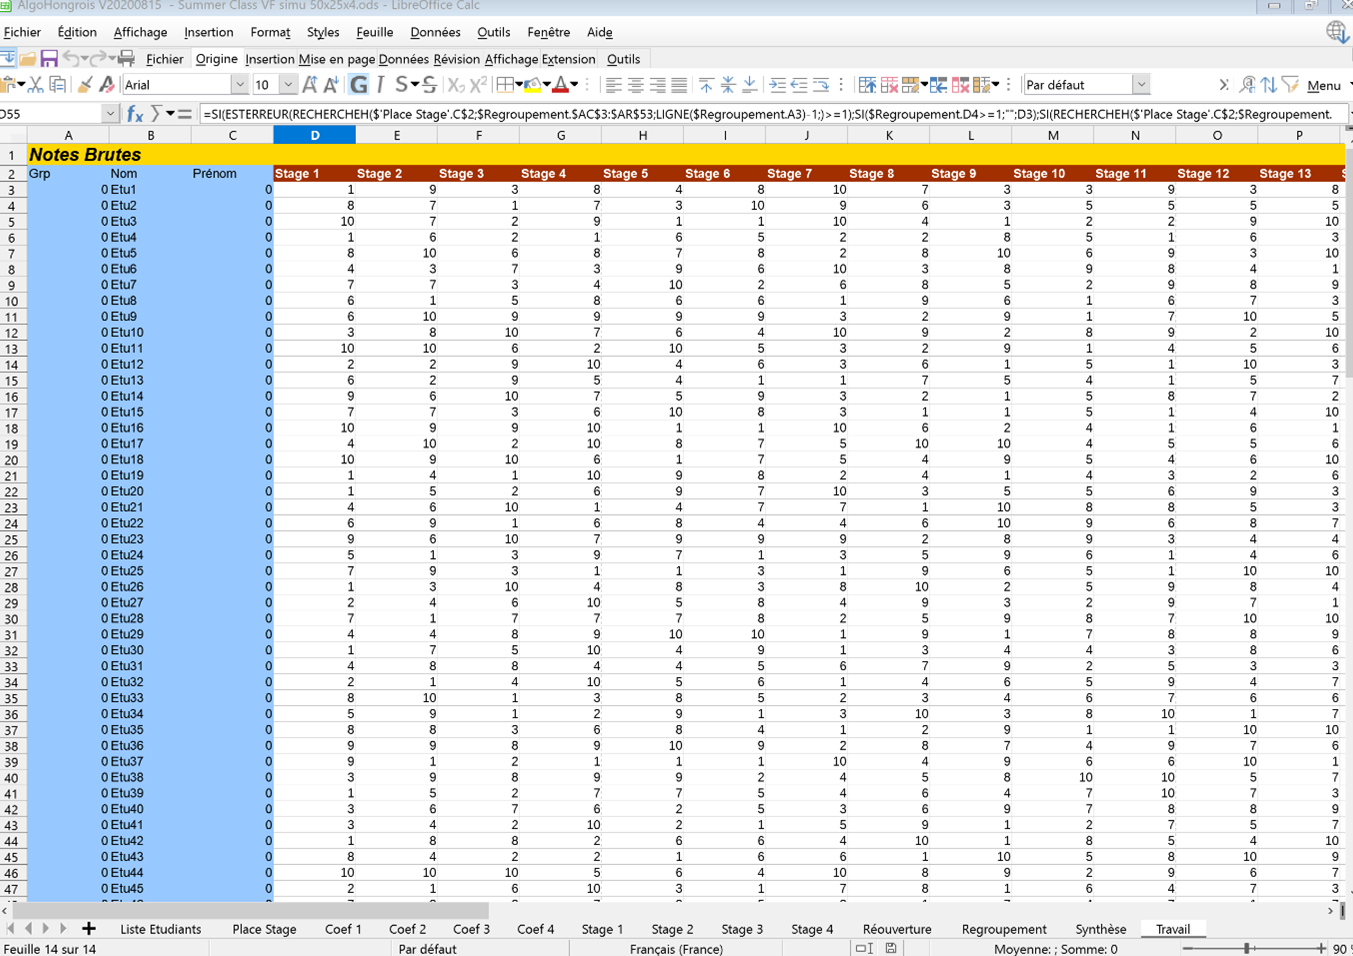 AlgoHongrois V20200815 - Summer Class VF simu 50x25x4.ods - LibreOffice Calc
Fichier Édition Affichage Insertion Format Styles Feuille Données Outils Fenêtre Aide
Fichier Origine Insertion Mise en page Données Révision Affichage Extension Outils
Arial 10 G I S S Par défaut Menu
D55 fx Σ = =SI(ESTERREUR(RECHERCHEH($'Place Stage'.C$2;$Regroupement.$AC$3:$AR$53;LIGNE($Regroupement.A3)-1;)>=1);SI($Regroupement.D4>=1;"";D3);SI(RECHERCHEH($'Place Stage'.C$2;$Regroupement.
A B C D E F G H I J K L M N O P
1 Notes Brutes
2 Grp Nom Prénom Stage 1 Stage 2 Stage 3 Stage 4 Stage 5 Stage 6 Stage 7 Stage 8 Stage 9 Stage 10 Stage 11 Stage 12 Stage 13
3 0 Etu1 0 1 9 3 8 4 8 10 7 3 3 9 3 8
4 0 Etu2 0 8 7 1 7 3 10 9 6 3 5 5 5 5
5 0 Etu3 0 10 7 2 9 1 1 10 4 1 2 2 9 10
6 0 Etu4 0 1 6 2 1 6 5 2 2 8 5 1 6 3
7 0 Etu5 0 8 10 6 8 7 8 2 8 10 6 9 3 10
8 0 Etu6 0 4 3 7 3 9 6 10 3 8 9 8 4 1
9 0 Etu7 0 7 7 3 4 10 2 6 8 5 2 9 8 9
10 0 Etu8 0 6 1 5 8 6 6 1 9 6 1 6 7 3
11 0 Etu9 0 6 10 9 9 9 9 3 2 9 1 7 10 5
12 0 Etu10 0 3 8 10 7 6 4 10 9 2 8 9 2 10
13 0 Etu11 0 10 10 6 2 10 5 3 2 9 1 4 5 6
14 0 Etu12 0 2 2 9 10 4 6 3 6 1 5 1 10 3
15 0 Etu13 0 6 2 9 5 4 1 1 7 5 4 1 5 7
16 0 Etu14 0 9 6 10 7 5 9 3 2 1 5 8 7 2
17 0 Etu15 0 7 7 3 6 10 8 3 1 1 5 1 4 10
18 0 Etu16 0 10 9 9 10 1 1 10 6 2 4 1 6 1
19 0 Etu17 0 4 10 2 10 8 7 5 10 10 4 5 5 6
20 0 Etu18 0 10 9 10 6 1 7 5 4 9 5 4 6 10
21 0 Etu19 0 1 4 1 10 9 8 2 4 1 4 3 2 6
22 0 Etu20 0 1 5 2 6 9 7 10 3 5 5 6 9 3
23 0 Etu21 0 4 6 10 1 4 7 7 1 10 8 8 5 3
24 0 Etu22 0 6 9 1 6 8 4 4 6 10 9 6 8 7
25 0 Etu23 0 9 6 10 7 9 9 9 2 8 9 3 4 4
26 0 Etu24 0 5 1 3 9 7 1 3 5 9 6 1 4 6
27 0 Etu25 0 7 9 3 1 1 3 1 9 6 5 1 10 10
28 0 Etu26 0 1 3 10 4 8 3 8 10 2 5 9 8 4
29 0 Etu27 0 2 4 6 10 5 8 4 9 3 2 9 7 1
30 0 Etu28 0 7 1 7 7 7 8 2 5 9 8 7 10 10
31 0 Etu29 0 4 4 8 9 10 10 1 9 1 7 8 8 9
32 0 Etu30 0 1 7 5 10 4 9 1 3 4 4 3 8 6
33 0 Etu31 0 4 8 8 4 4 5 6 7 9 2 5 3 3
34 0 Etu32 0 2 1 4 10 5 6 1 4 6 5 9 4 7
35 0 Etu33 0 8 10 1 3 8 5 2 3 4 6 7 6 6
36 0 Etu34 0 5 9 1 2 9 1 3 10 3 8 10 1 7
37 0 Etu35 0 8 8 3 6 8 4 1 2 9 1 1 10 10
38 0 Etu36 0 9 9 8 9 10 9 2 8 7 4 9 7 6
39 0 Etu37 0 9 1 2 1 1 1 10 4 9 6 6 10 1
40 0 Etu38 0 3 9 8 9 9 2 4 5 8 10 10 5 7
41 0 Etu39 0 1 5 2 7 7 5 4 6 4 7 10 7 3
42 0 Etu40 0 3 6 7 6 2 5 3 6 9 7 8 8 9
43 0 Etu41 0 3 4 2 10 2 1 5 9 1 2 7 5 7
44 0 Etu42 0 1 8 8 2 6 6 4 10 1 8 5 4 10
45 0 Etu43 0 8 4 2 2 1 6 6 1 10 5 8 10 9
46 0 Etu44 0 10 10 10 5 6 4 10 8 9 2 9 6 7
47 0 Etu45 0 2 1 6 10 3 1 7 8 1 6 4 7 3
Liste Etudiants Place Stage Coef 1 Coef 2 Coef 3 Coef 4 Stage 1 Stage 2 Stage 3 Stage 4 Réouverture Regroupement Synthèse Travail
Feuille 14 sur 14 Par défaut Français (France) Moyenne: ; Somme: 0 90